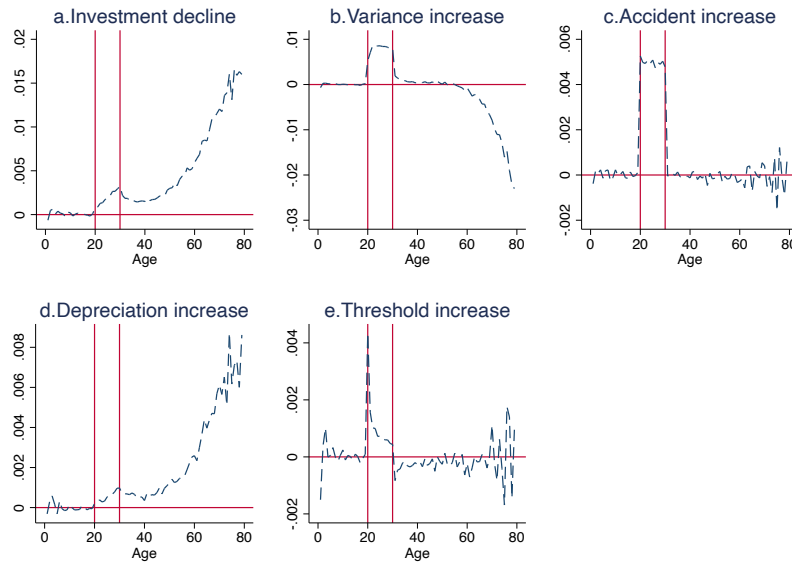 a.Investment decline
.02
.015
.01
.005
0
0 20 40 60 80
Age
b.Variance increase
.01
0
-.01
-.02
-.03
0 20 40 60 80
Age
c.Accident increase
.006
.004
.002
0
-.002
0 20 40 60 80
Age
d.Depreciation increase
.008
.006
.004
.002
0
0 20 40 60 80
Age
e.Threshold increase
.004
.002
0
-.002
0 20 40 60 80
Age